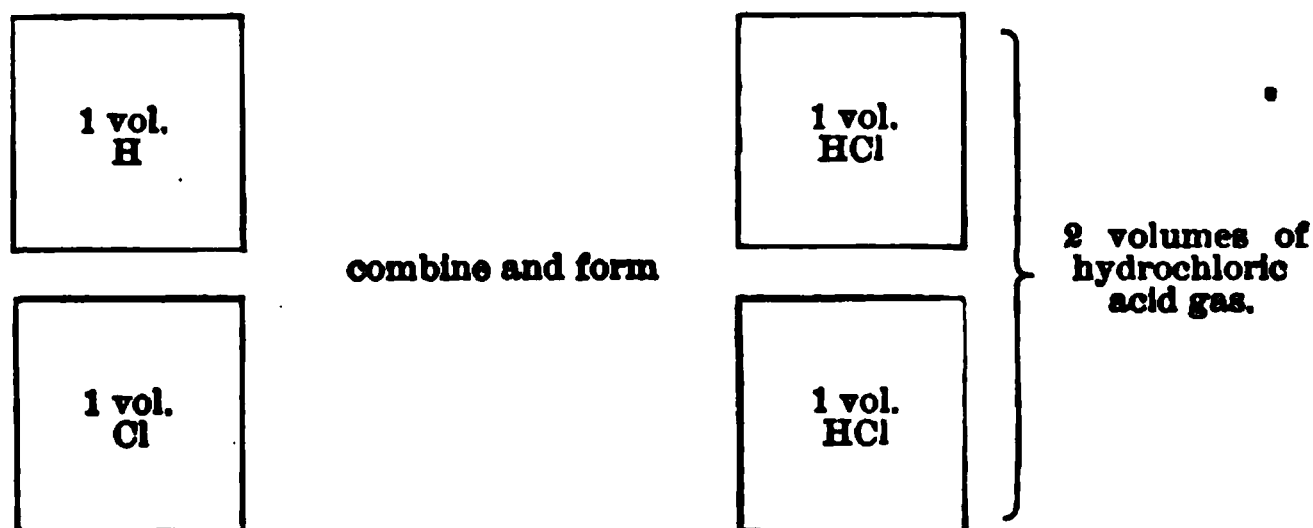 1 vol.
H
1 vol.
Cl
combine and form
1 vol.
HCl
1 vol.
HCl
2 volumes of
hydrochloric
acid gas.